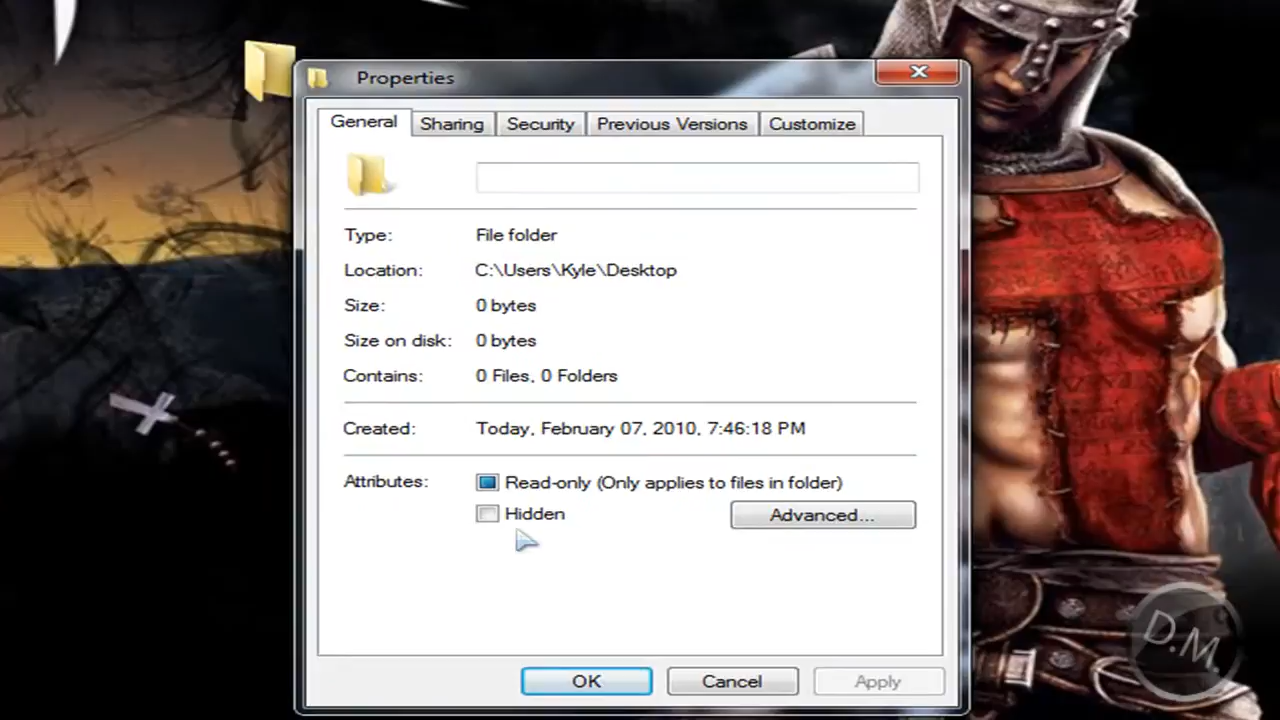 Properties
General
Sharing
Security
Previous Versions
Customize
Type: File folder
Location: C:\Users\Kyle\Desktop
Size: 0 bytes
Size on disk: 0 bytes
Contains: 0 Files, 0 Folders
Created: Today, February 07, 2010, 7:46:18 PM
Attributes: Read-only (Only applies to files in folder)
Hidden
Advanced...
OK
Cancel
Apply
D.M.